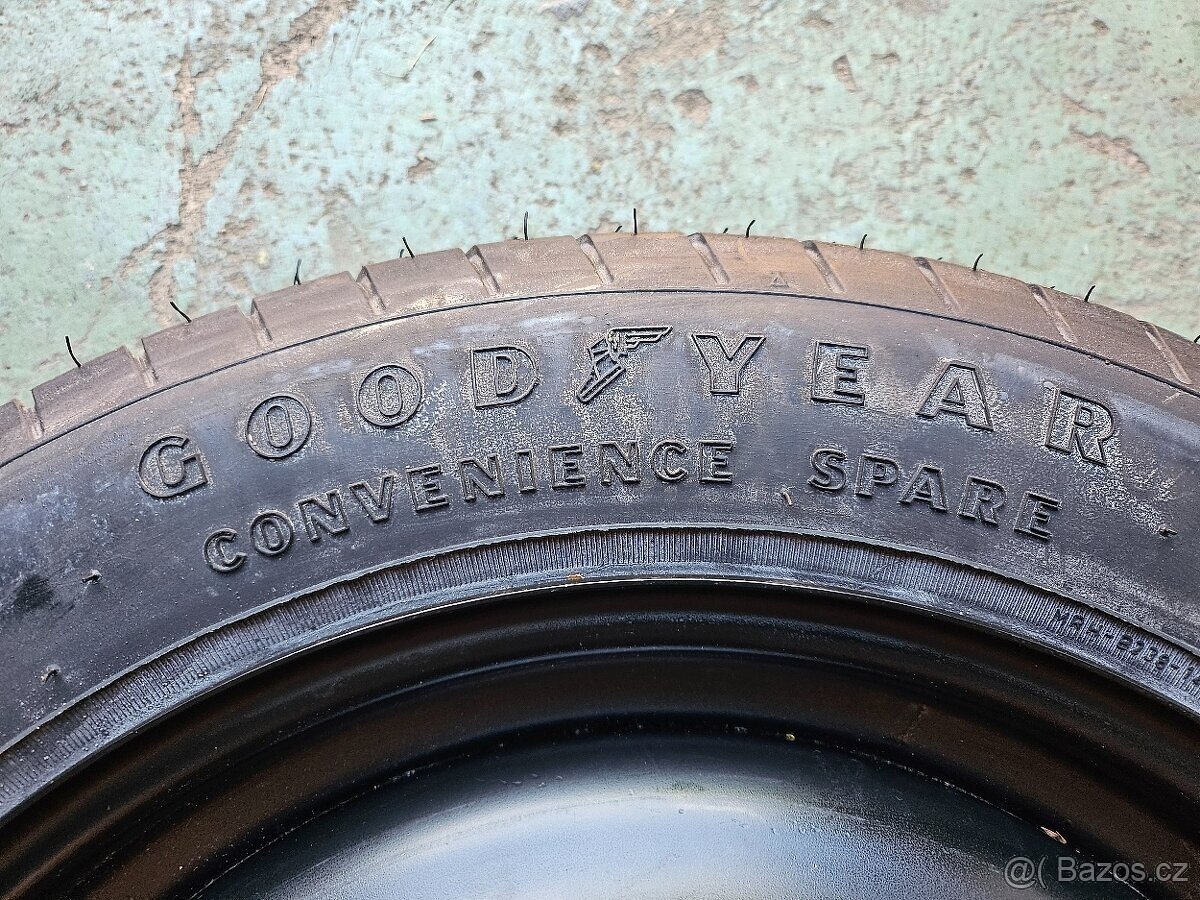 GOODYEAR
CONVENIENCE SPARE
@( Bazos.cz